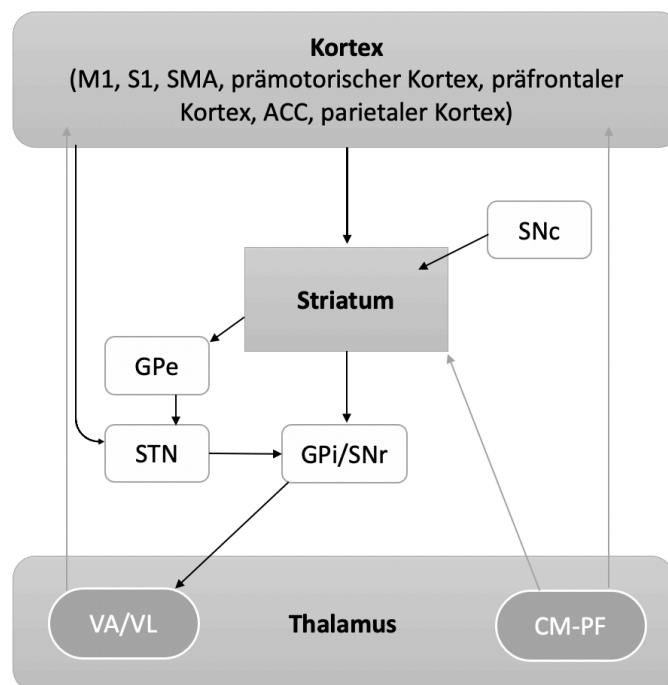 Kortex
(M1, S1, SMA, prämotorischer Kortex, präfrontaler
Kortex, ACC, parietaler Kortex)
SNc
Striatum
GPe
STN
GPi/SNr
VA/VL
Thalamus
CM-PF